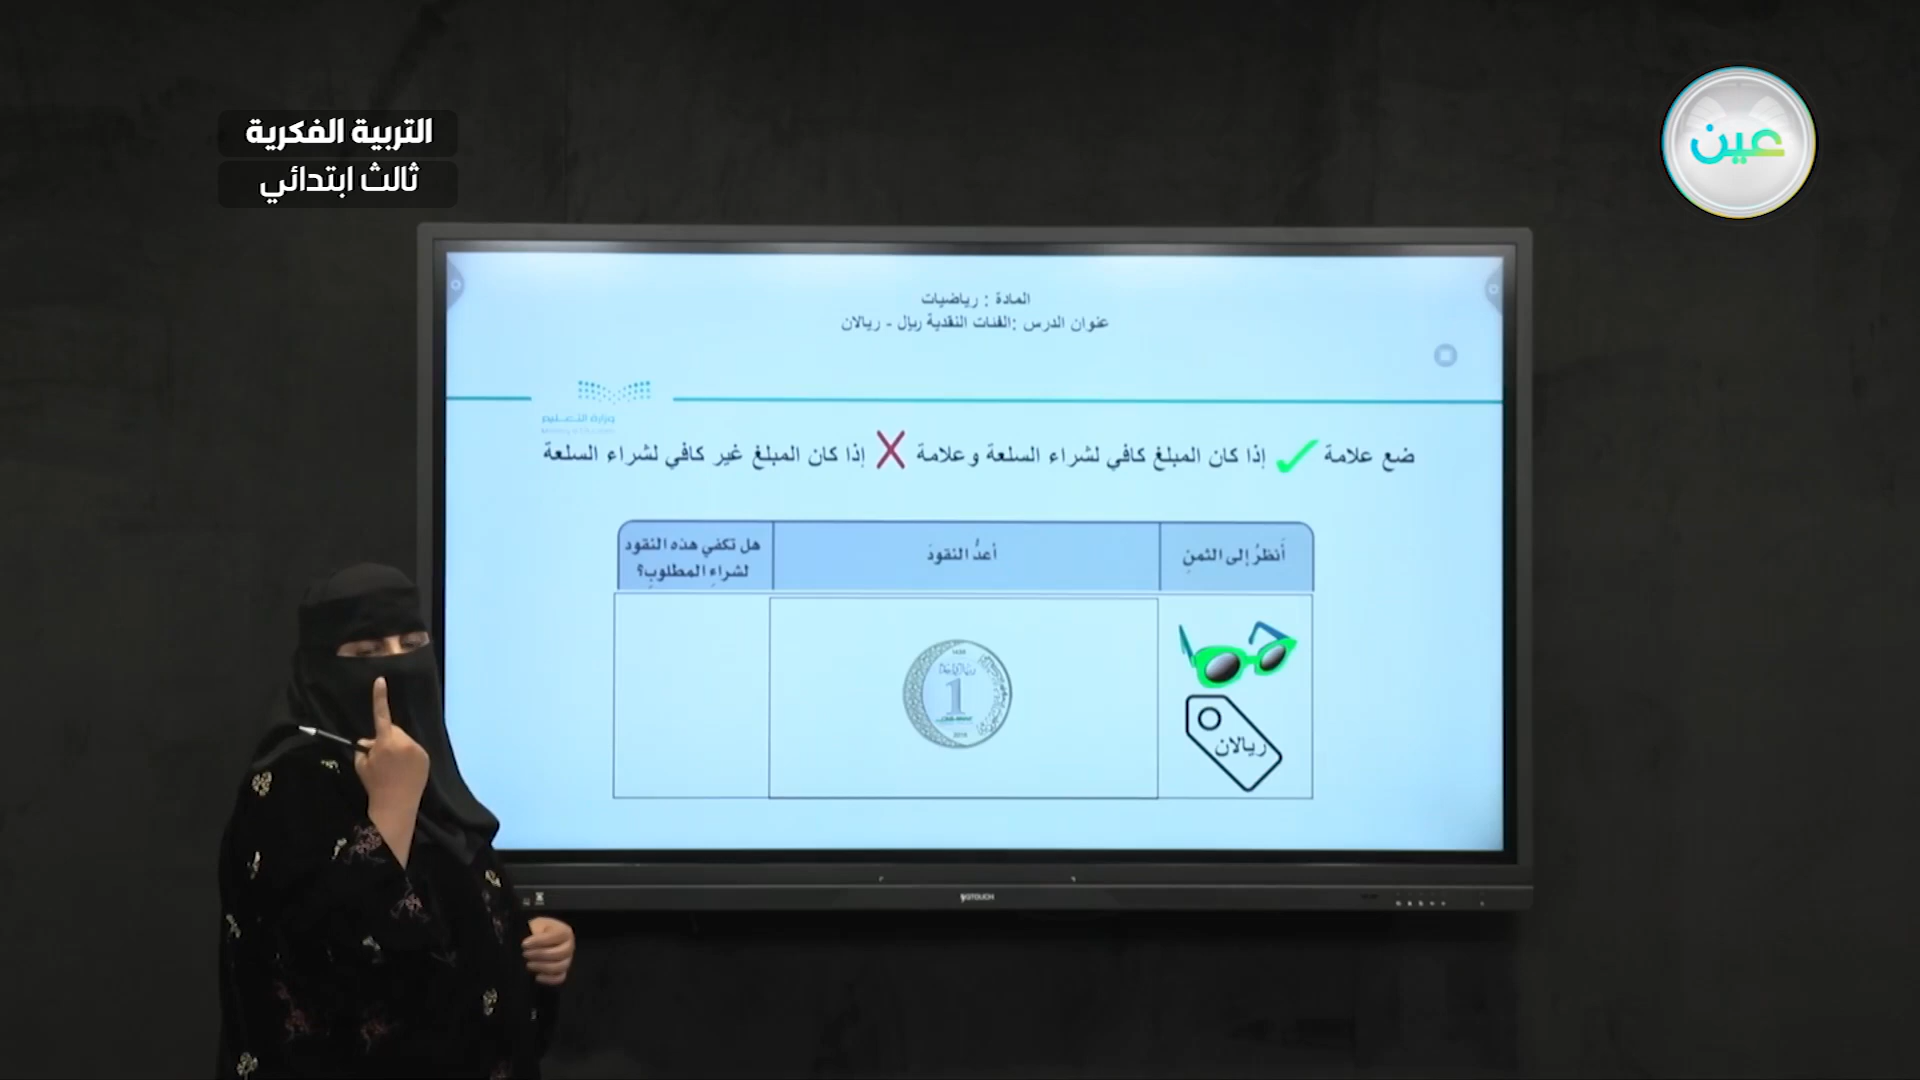 التربية الفكرية
ثالث ابتدائي
عين
المادة : رياضيات
عنوان الدرس :الفئات النقدية ريال - ريالان
وزارة التعليم
ضع علامة ✓ إذا كان المبلغ كافي لشراء السلعة وعلامة X إذا كان المبلغ غير كافي لشراء السلعة
أَنظرُ إلى الثمنِ
أعدُّ النقودَ
هل تكفي هذه النقود
لشراءِ المطلوبِ؟
1
ريالان